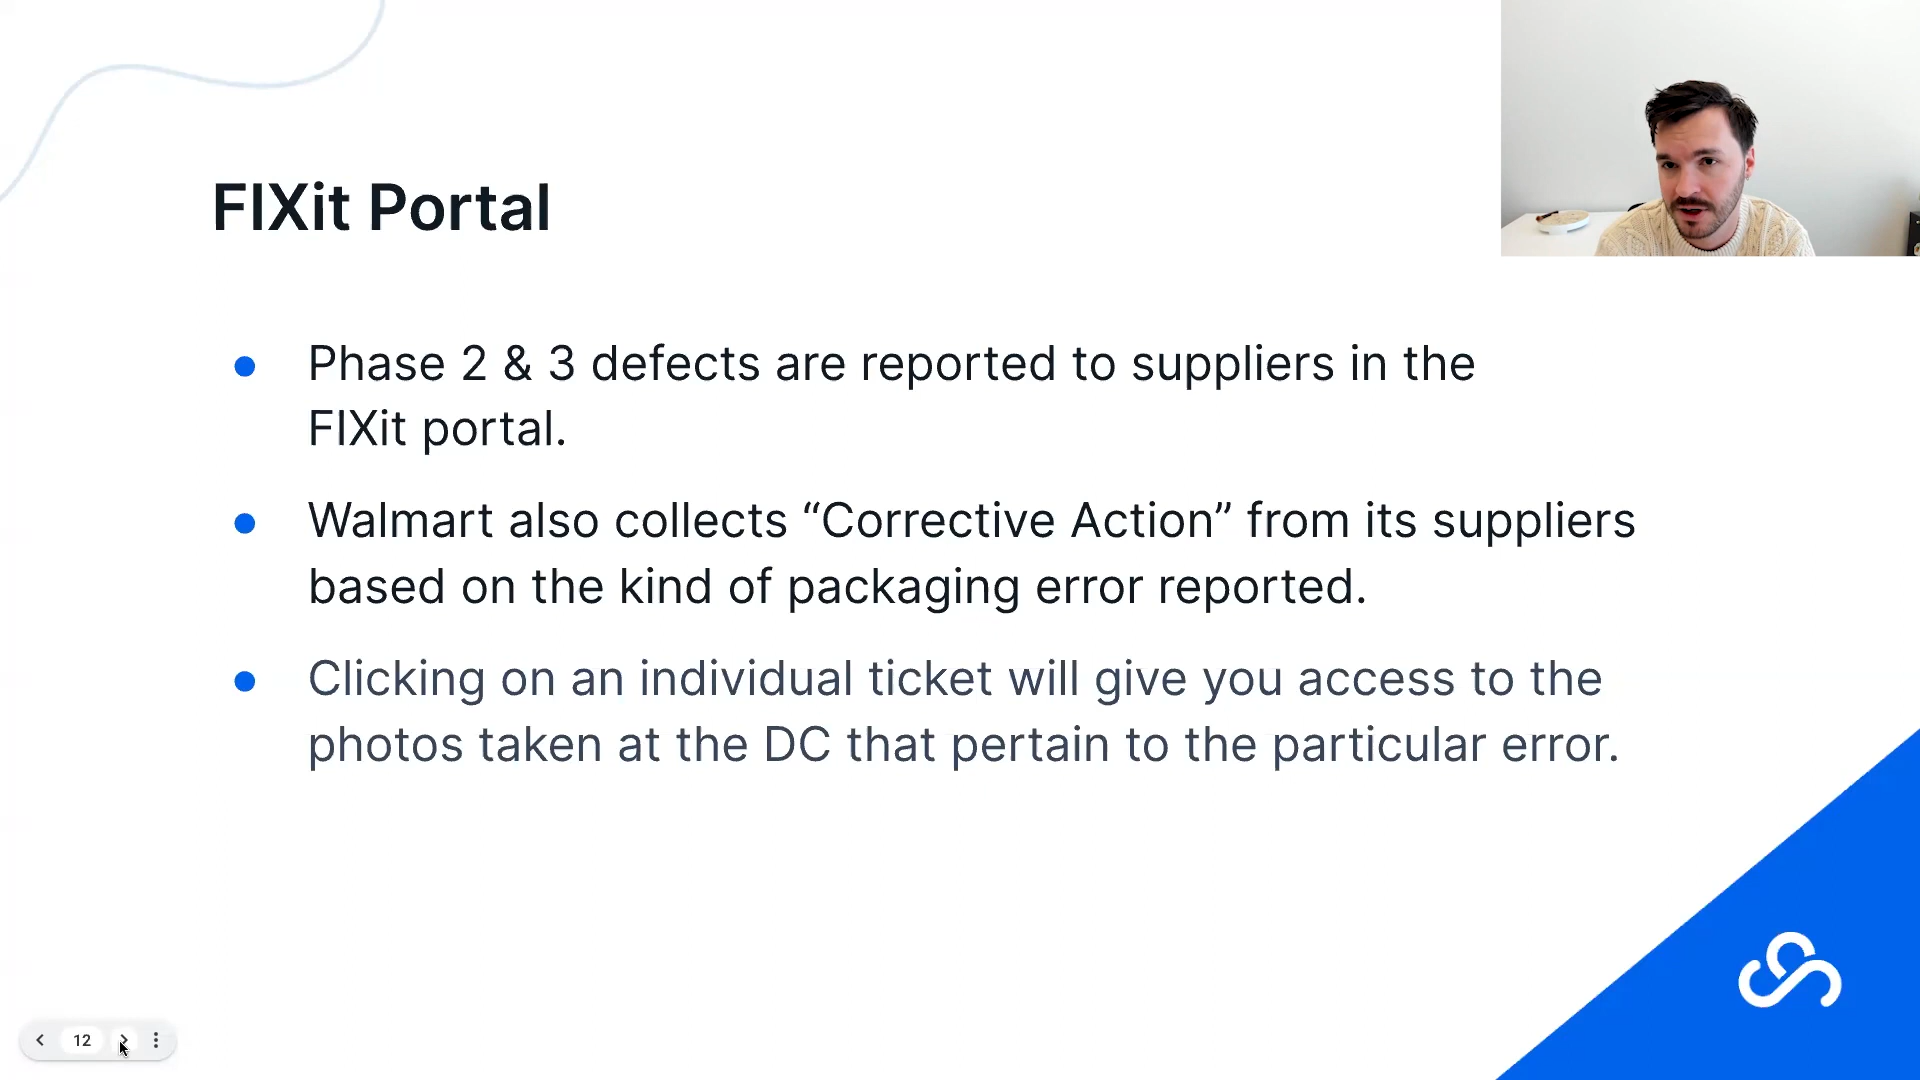 FIXit Portal
Phase 2 & 3 defects are reported to suppliers in the
FIXit portal.
Walmart also collects “Corrective Action” from its suppliers
based on the kind of packaging error reported.
Clicking on an individual ticket will give you access to the
photos taken at the DC that pertain to the particular error.
12